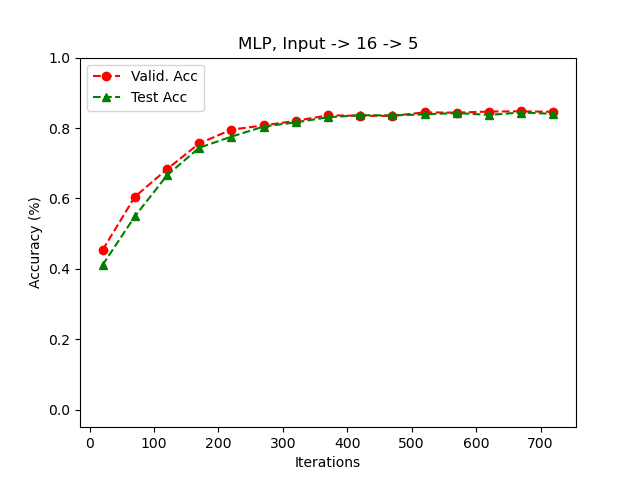 MLP, Input -> 16 -> 5
Valid. Acc
Test Acc
Accuracy (%)
1.0
0.8
0.6
0.4
0.2
0.0
0 100 200 300 400 500 600 700
Iterations